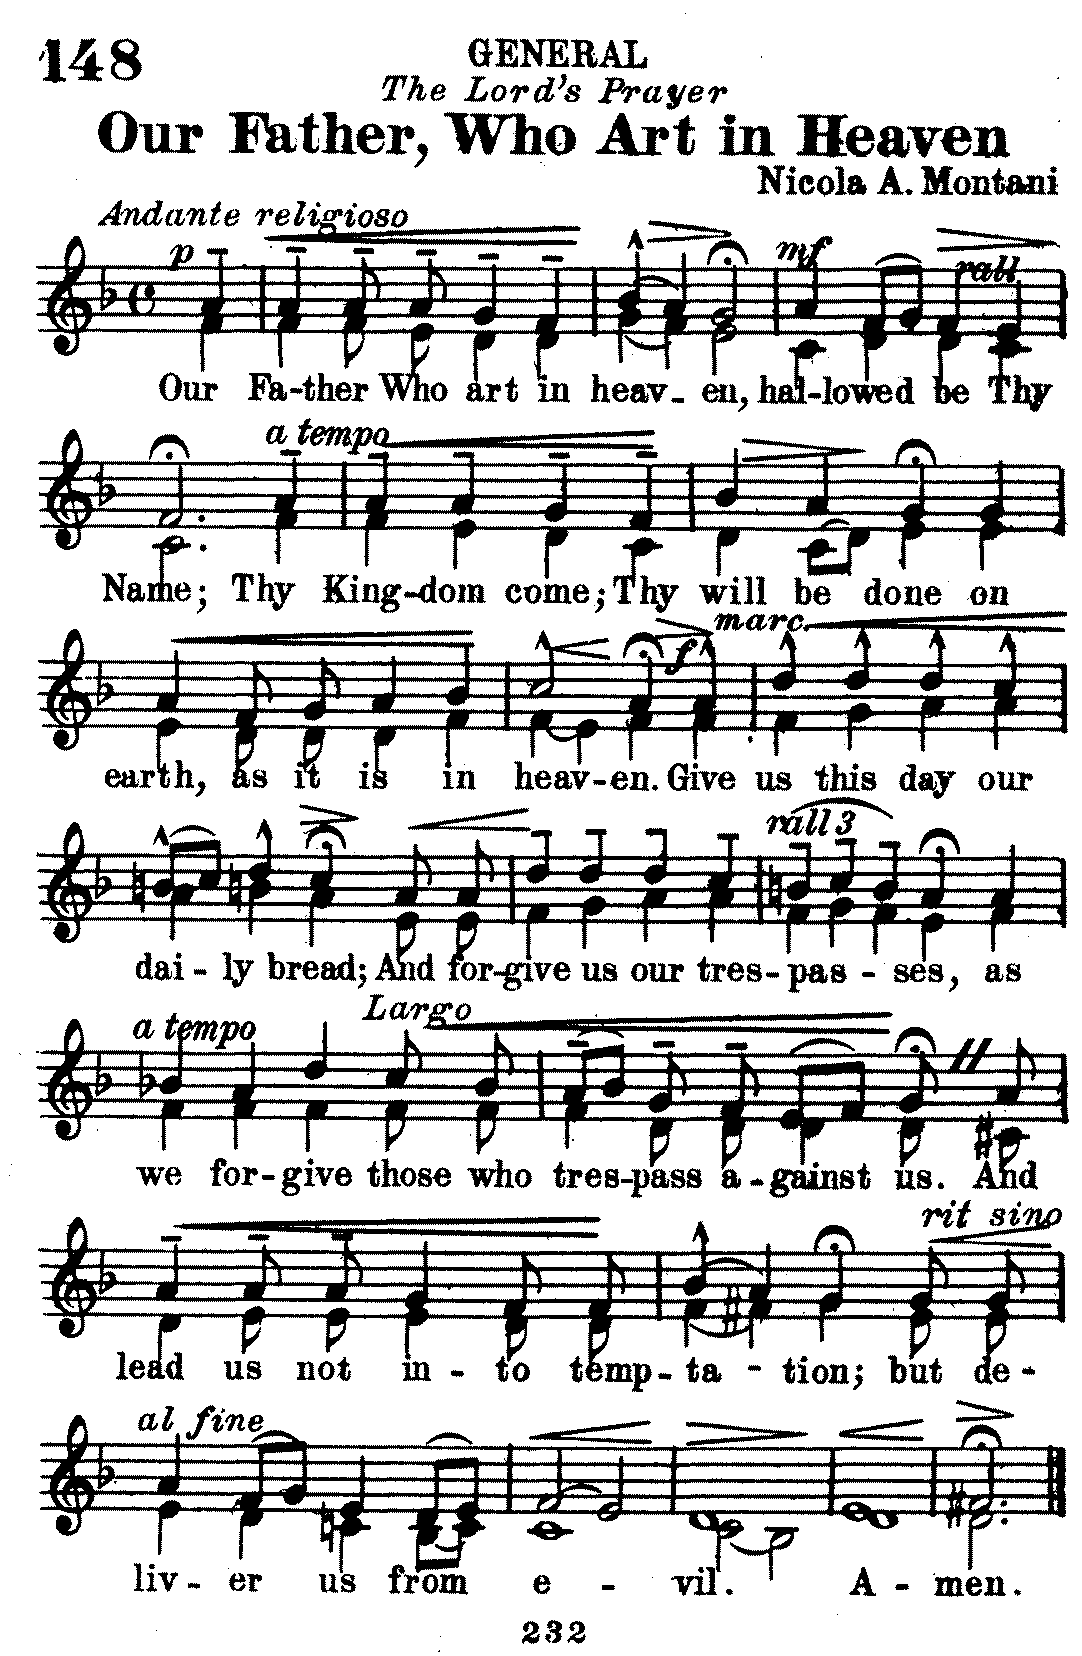 148
GENERAL
The Lord's Prayer
Our Father, Who Art in Heaven
Nicola A. Montani
Andante religioso
p mf rall
Our Fa-ther Who art in heav - en, hal-lowed be Thy
a tempo
Name; Thy King-dom come; Thy will be done on
f marc.
earth, as it is in heav-en. Give us this day our
rall 3
dai - ly bread; And for-give us our tres-pas - ses, as
a tempo Largo
we for-give those who tres-pass a-gainst us. And
rit sino
lead us not in - to temp-ta - tion; but de -
al fine
liv - er us from e - vil. A - men.
232